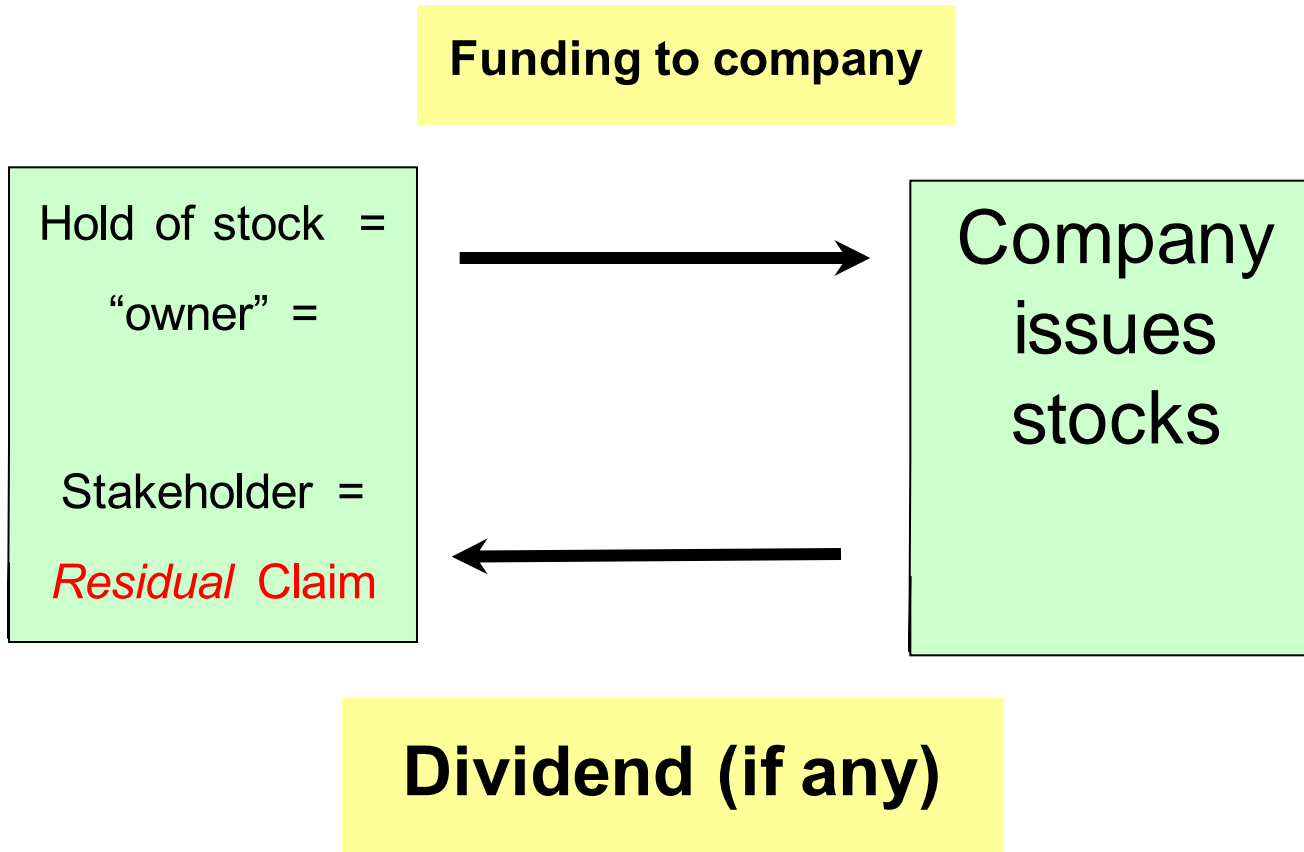 Funding to company
Hold of stock =
“owner” =
Stakeholder =
Residual Claim
Company
issues
stocks
Dividend (if any)